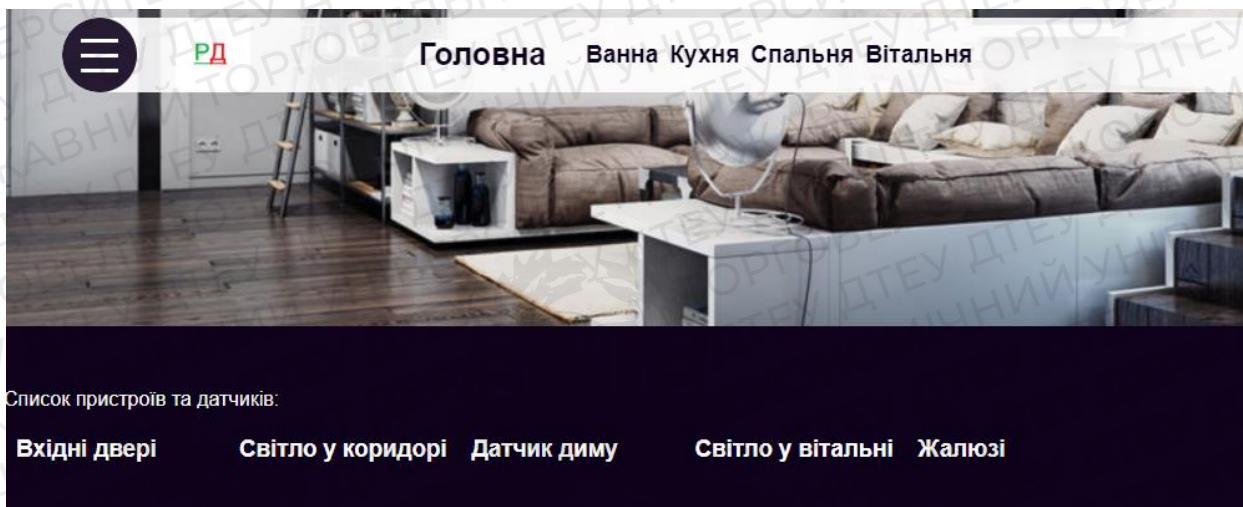 РД
Головна Ванна Кухня Спальня Вітальня
Список пристроїв та датчиків:
Вхідні двері Світло у коридорі Датчик диму Світло у вітальні Жалюзі